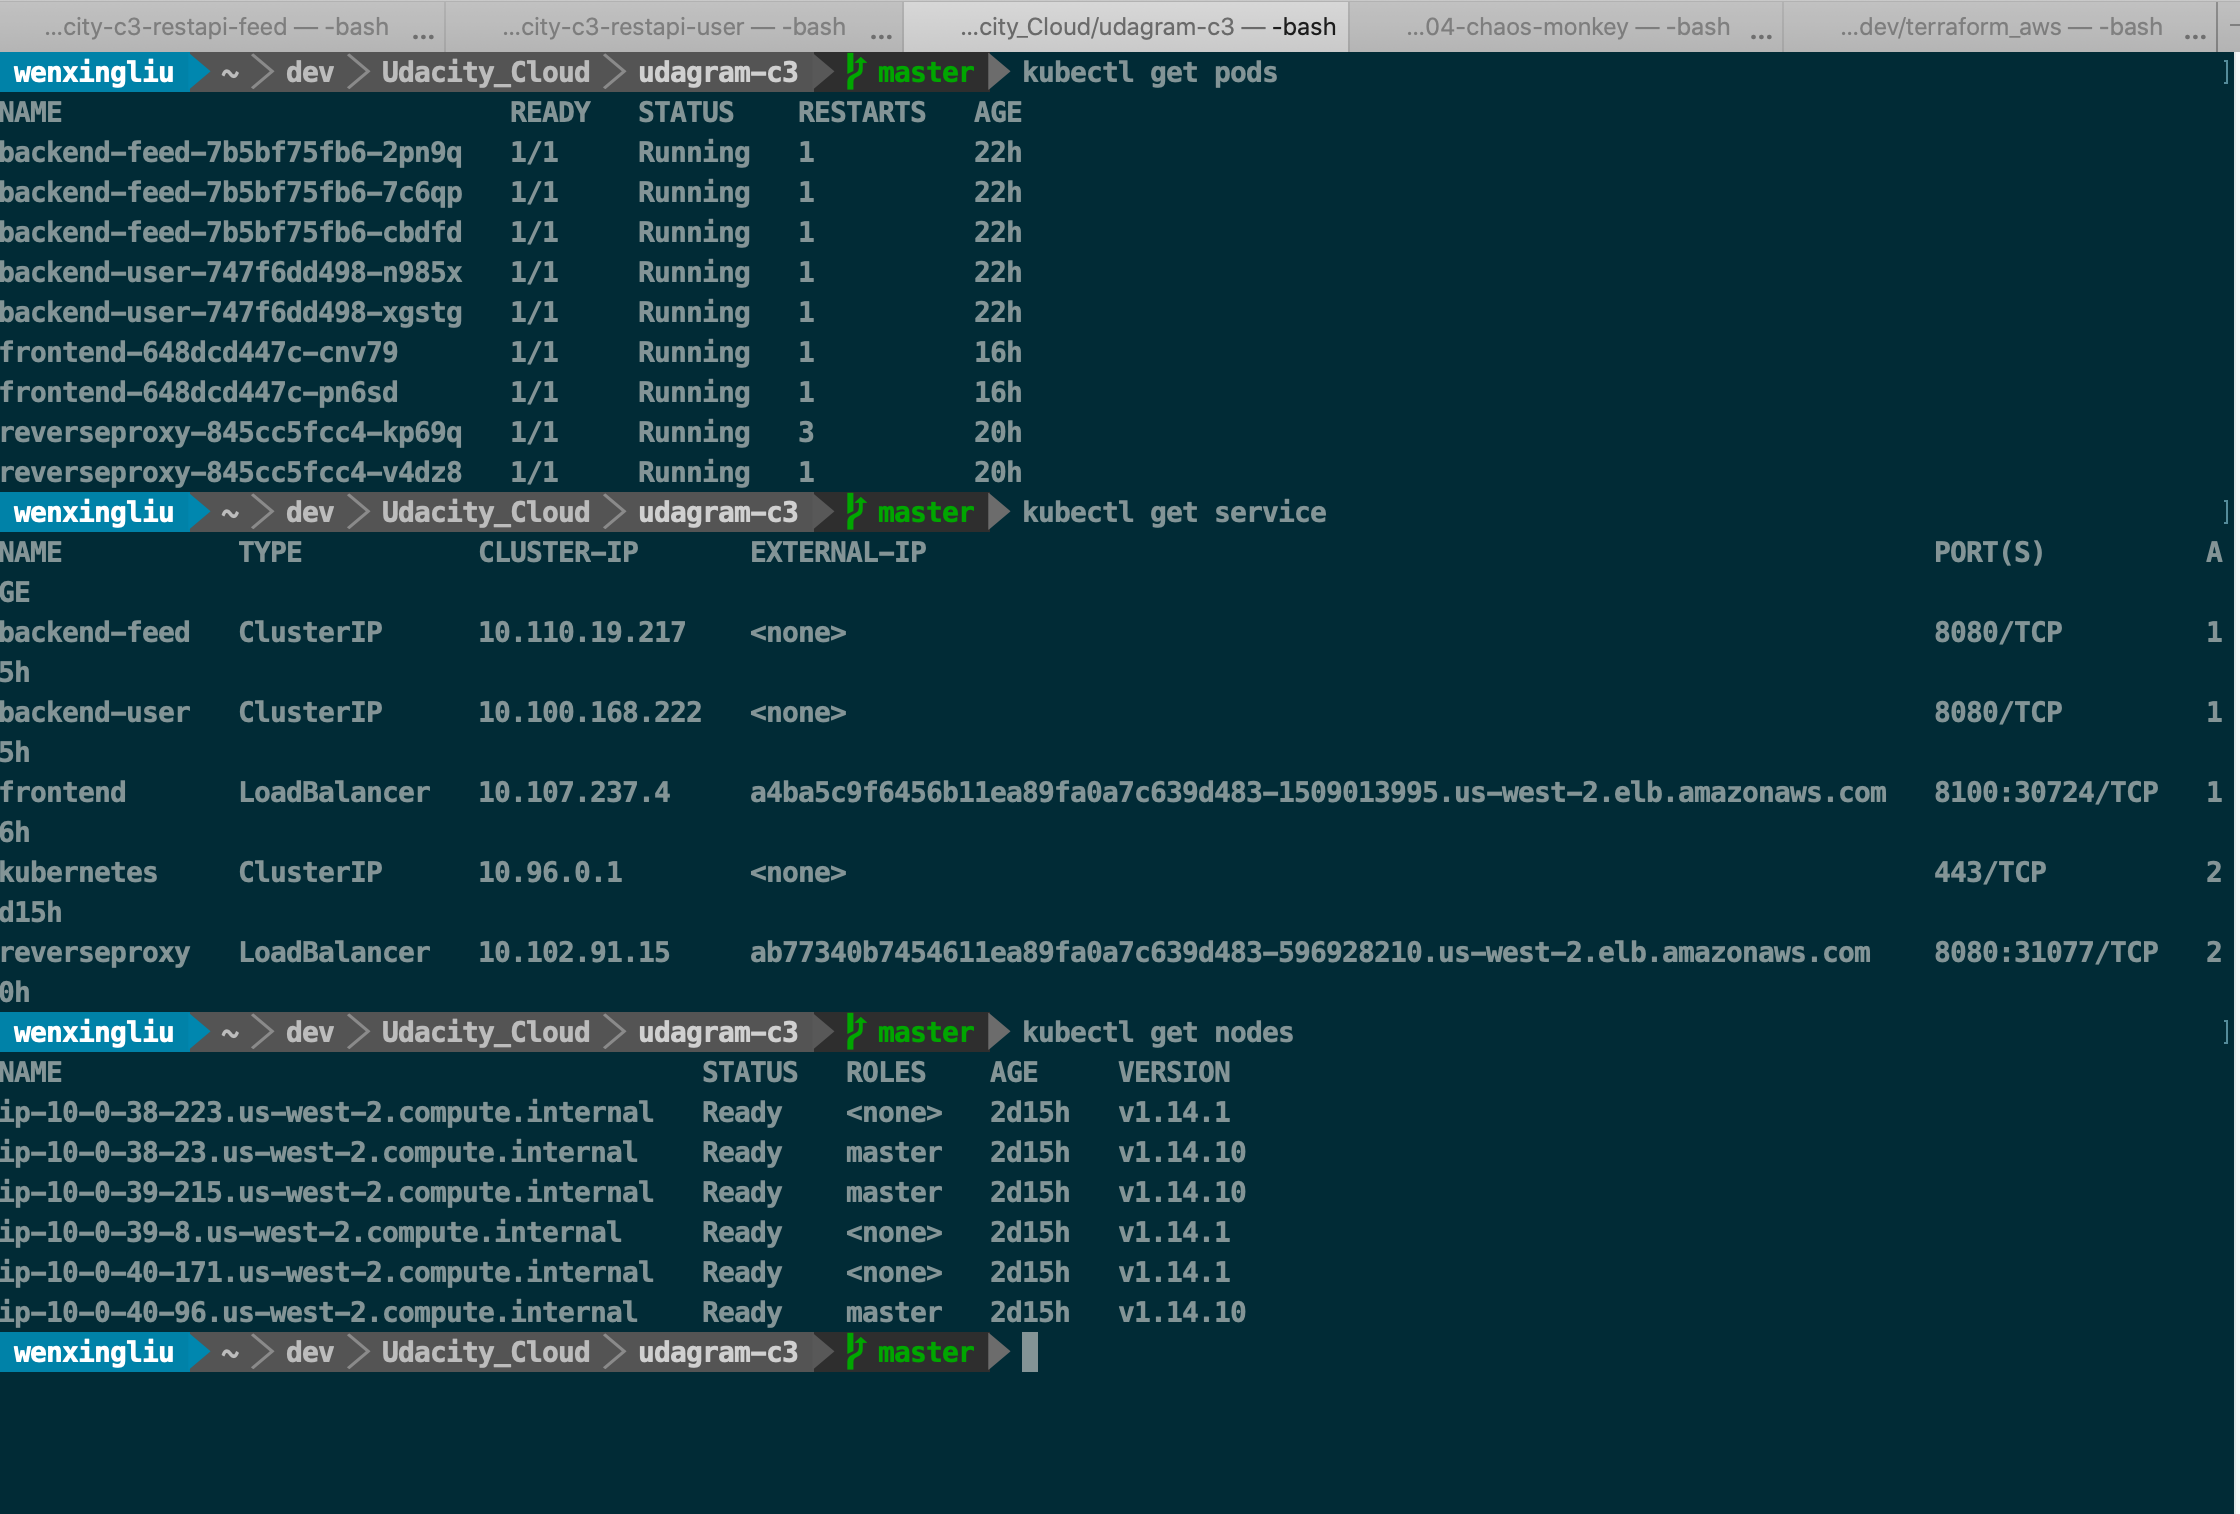 ...city-c3-restapi-feed — -bash ... ...city-c3-restapi-user — -bash ... ...city_Cloud/udagram-c3 — -bash ...04-chaos-monkey — -bash ... ...dev/terraform_aws — -bash ...
wenxingliu ~ dev Udacity_Cloud udagram-c3 master kubectl get pods ]
NAME READY STATUS RESTARTS AGE
backend-feed-7b5bf75fb6-2pn9q 1/1 Running 1 22h
backend-feed-7b5bf75fb6-7c6qp 1/1 Running 1 22h
backend-feed-7b5bf75fb6-cbdfd 1/1 Running 1 22h
backend-user-747f6dd498-n985x 1/1 Running 1 22h
backend-user-747f6dd498-xgstg 1/1 Running 1 22h
frontend-648dcd447c-cnv79 1/1 Running 1 16h
frontend-648dcd447c-pn6sd 1/1 Running 1 16h
reverseproxy-845cc5fcc4-kp69q 1/1 Running 3 20h
reverseproxy-845cc5fcc4-v4dz8 1/1 Running 1 20h
wenxingliu ~ dev Udacity_Cloud udagram-c3 master kubectl get service ]
NAME TYPE CLUSTER-IP EXTERNAL-IP PORT(S) A
GE
backend-feed ClusterIP 10.110.19.217 <none> 8080/TCP 1
5h
backend-user ClusterIP 10.100.168.222 <none> 8080/TCP 1
5h
frontend LoadBalancer 10.107.237.4 a4ba5c9f6456b11ea89fa0a7c639d483-1509013995.us-west-2.elb.amazonaws.com 8100:30724/TCP 1
6h
kubernetes ClusterIP 10.96.0.1 <none> 443/TCP 2
d15h
reverseproxy LoadBalancer 10.102.91.15 ab77340b7454611ea89fa0a7c639d483-596928210.us-west-2.elb.amazonaws.com 8080:31077/TCP 2
0h
wenxingliu ~ dev Udacity_Cloud udagram-c3 master kubectl get nodes ]
NAME STATUS ROLES AGE VERSION
ip-10-0-38-223.us-west-2.compute.internal Ready <none> 2d15h v1.14.1
ip-10-0-38-23.us-west-2.compute.internal Ready master 2d15h v1.14.10
ip-10-0-39-215.us-west-2.compute.internal Ready master 2d15h v1.14.10
ip-10-0-39-8.us-west-2.compute.internal Ready <none> 2d15h v1.14.1
ip-10-0-40-171.us-west-2.compute.internal Ready <none> 2d15h v1.14.1
ip-10-0-40-96.us-west-2.compute.internal Ready master 2d15h v1.14.10
wenxingliu ~ dev Udacity_Cloud udagram-c3 master